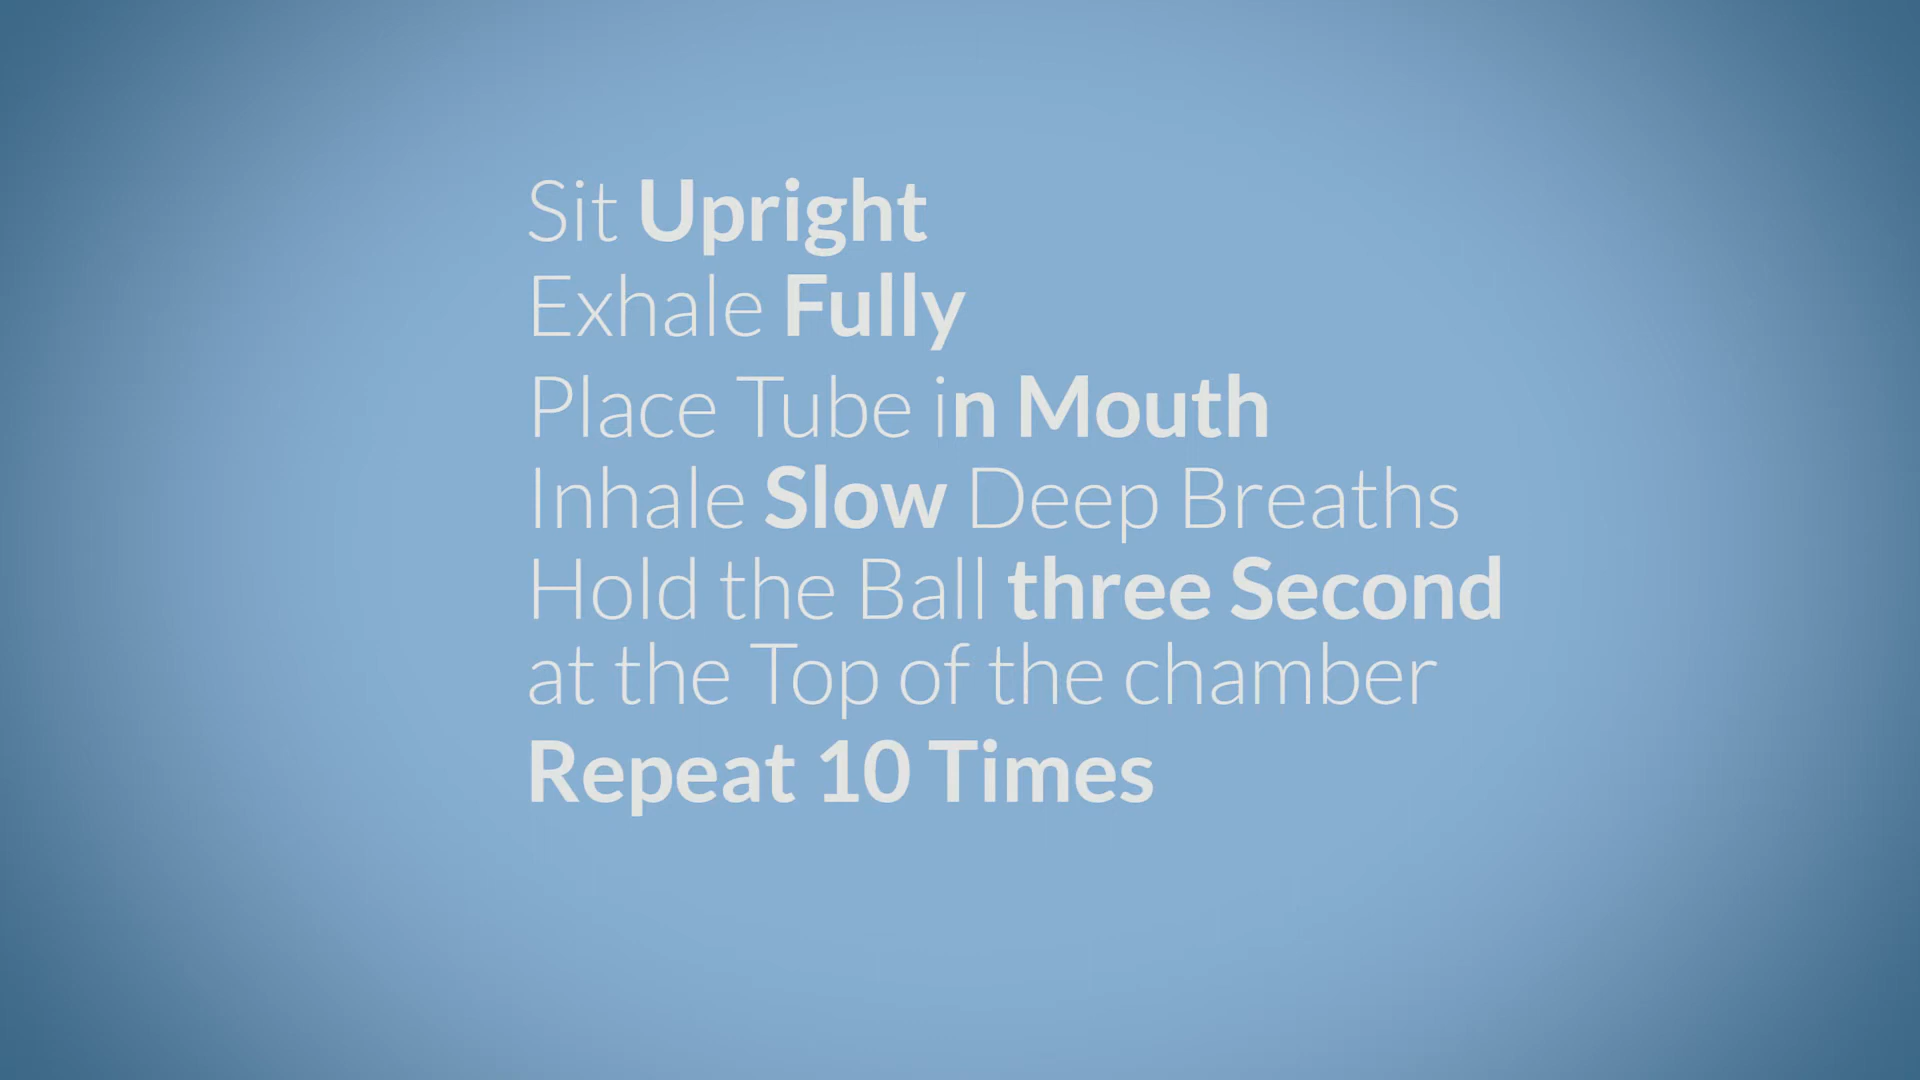 Sit Upright
Exhale Fully
Place Tube in Mouth
Inhale Slow Deep Breaths
Hold the Ball three Second
at the Top of the chamber
Repeat 10 Times